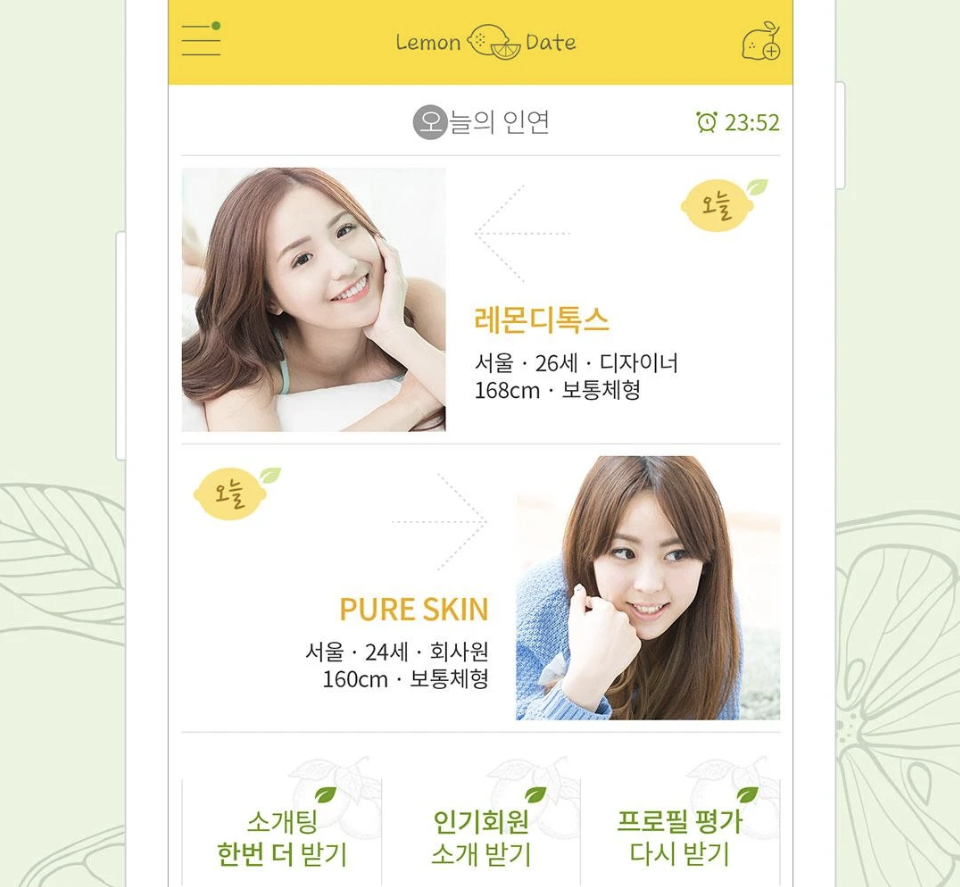 Lemon Date
오늘의 인연
23:52
오늘
레몬디톡스
서울 · 26세 · 디자이너
168cm · 보통체형
오늘
PURE SKIN
서울 · 24세 · 회사원
160cm · 보통체형
소개팅
한번 더 받기
인기회원
소개 받기
프로필 평가
다시 받기